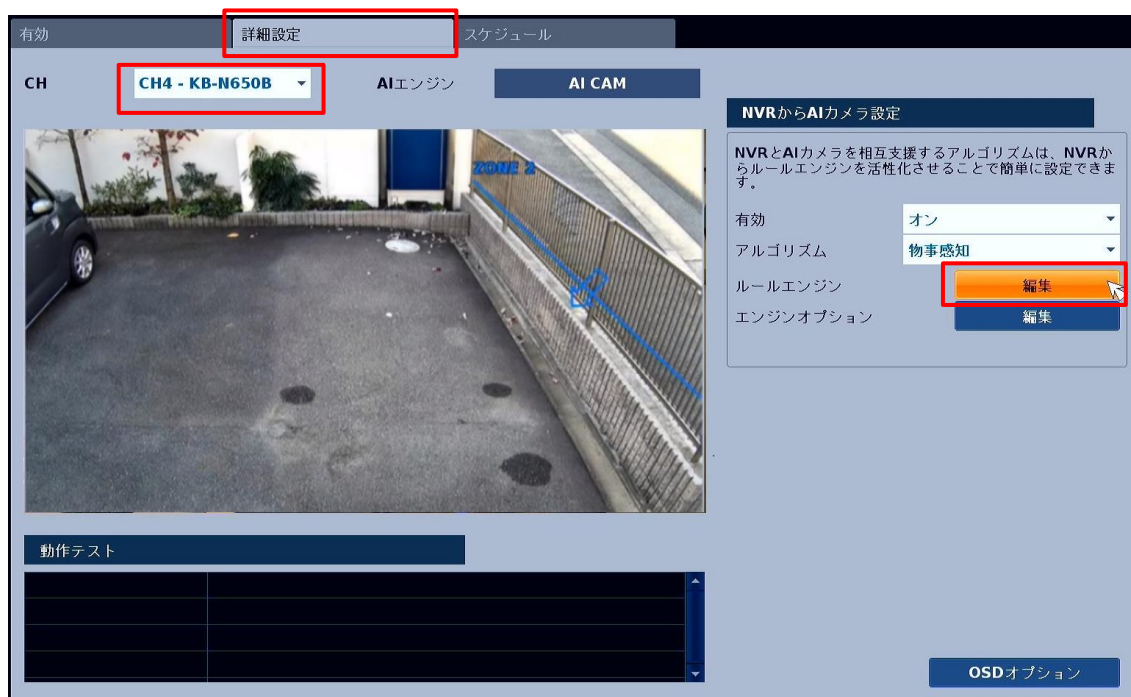 有効 詳細設定 スケジュール
CH CH4 - KB-N650B AIエンジン AI CAM
ZONE 2
NVRからAIカメラ設定
NVRとAIカメラを相互支援するアルゴリズムは、NVRか
らルールエンジンを活性化させることで簡単に設定できま
す。
有効 オン
アルゴリズム 物事感知
ルールエンジン 編集
エンジンオプション 編集
動作テスト
OSDオプション